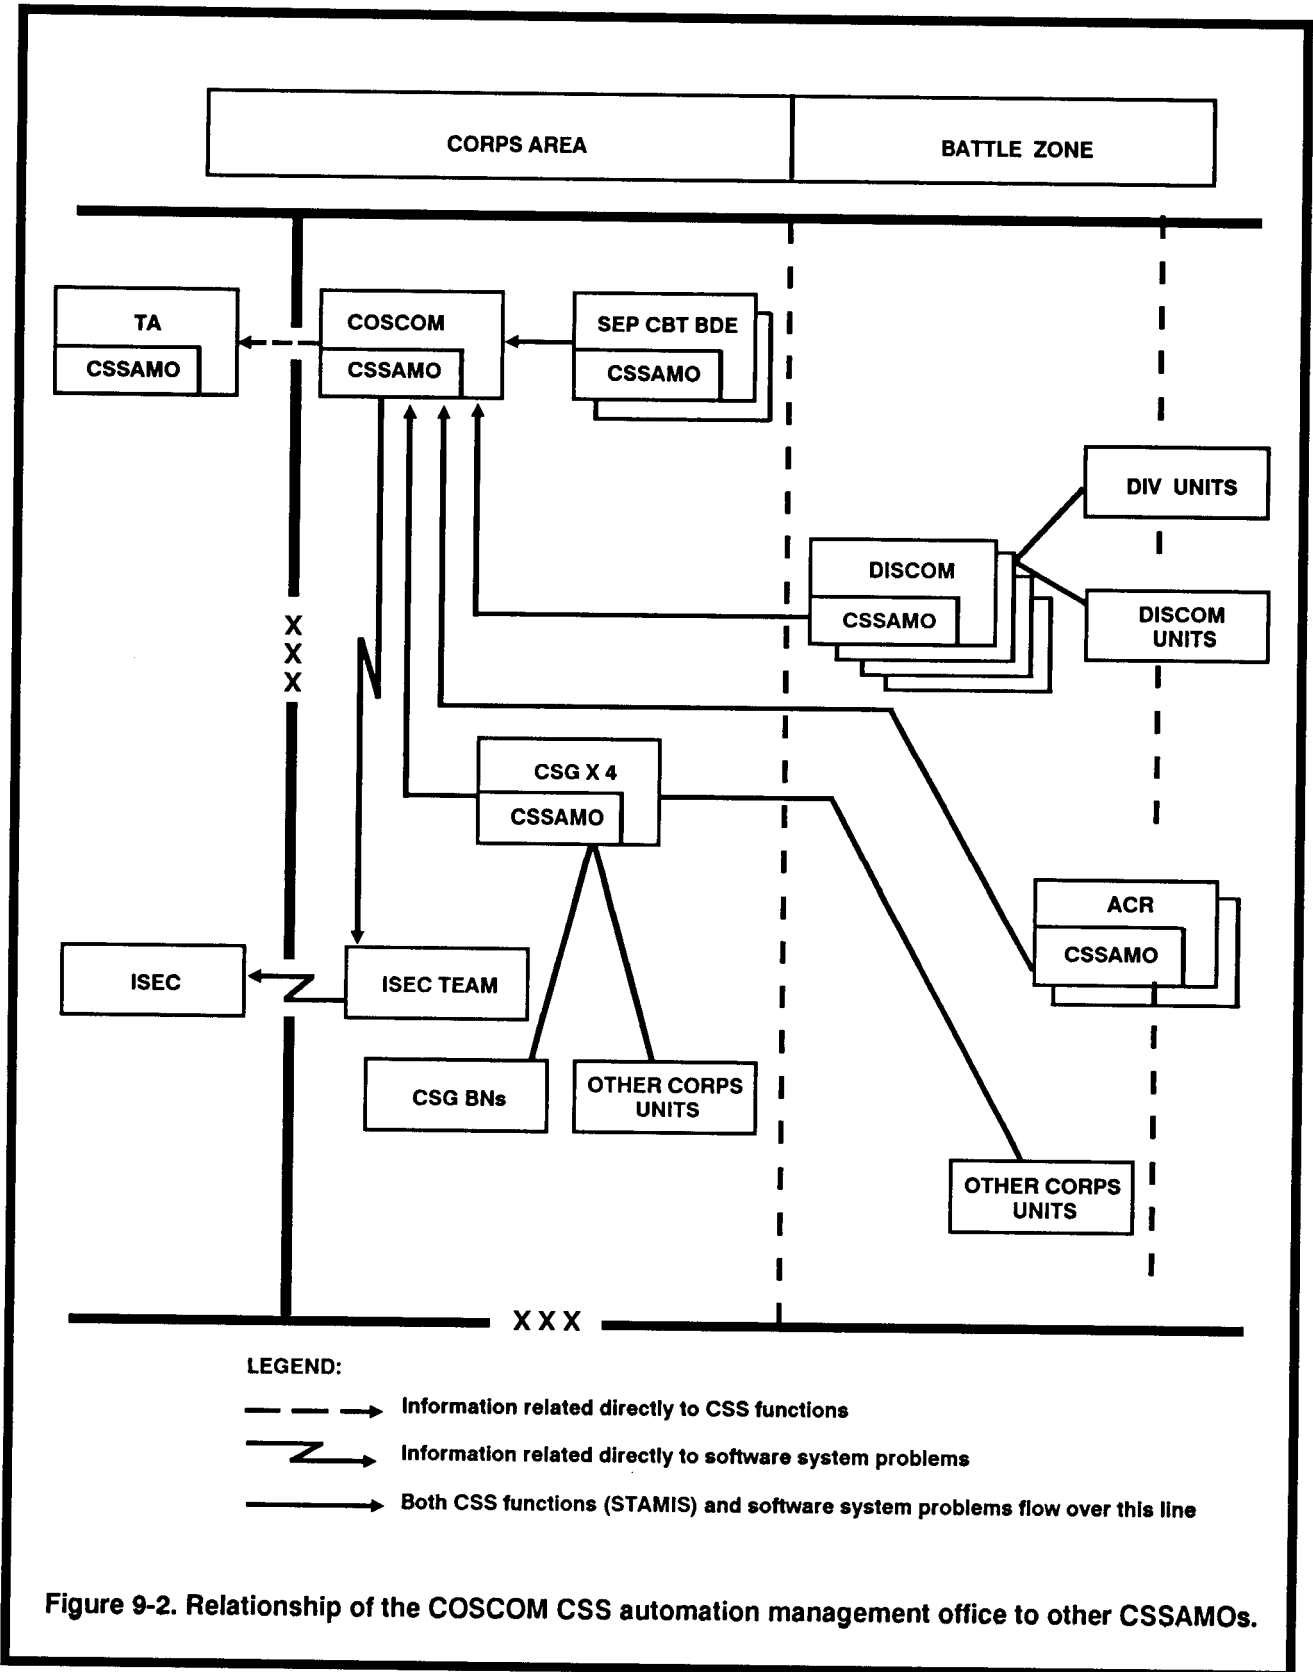 CORPS AREA
BATTLE ZONE
TA
CSSAMO
COSCOM
CSSAMO
SEP CBT BDE
CSSAMO
DIV UNITS
DISCOM
CSSAMO
DISCOM
UNITS
X
X
X
CSG X 4
CSSAMO
ACR
CSSAMO
ISEC
ISEC TEAM
CSG BNs
OTHER CORPS
UNITS
OTHER CORPS
UNITS
X X X
LEGEND:
Information related directly to CSS functions
Information related directly to software system problems
Both CSS functions (STAMIS) and software system problems flow over this line
Figure 9-2. Relationship of the COSCOM CSS automation management office to other CSSAMOs.